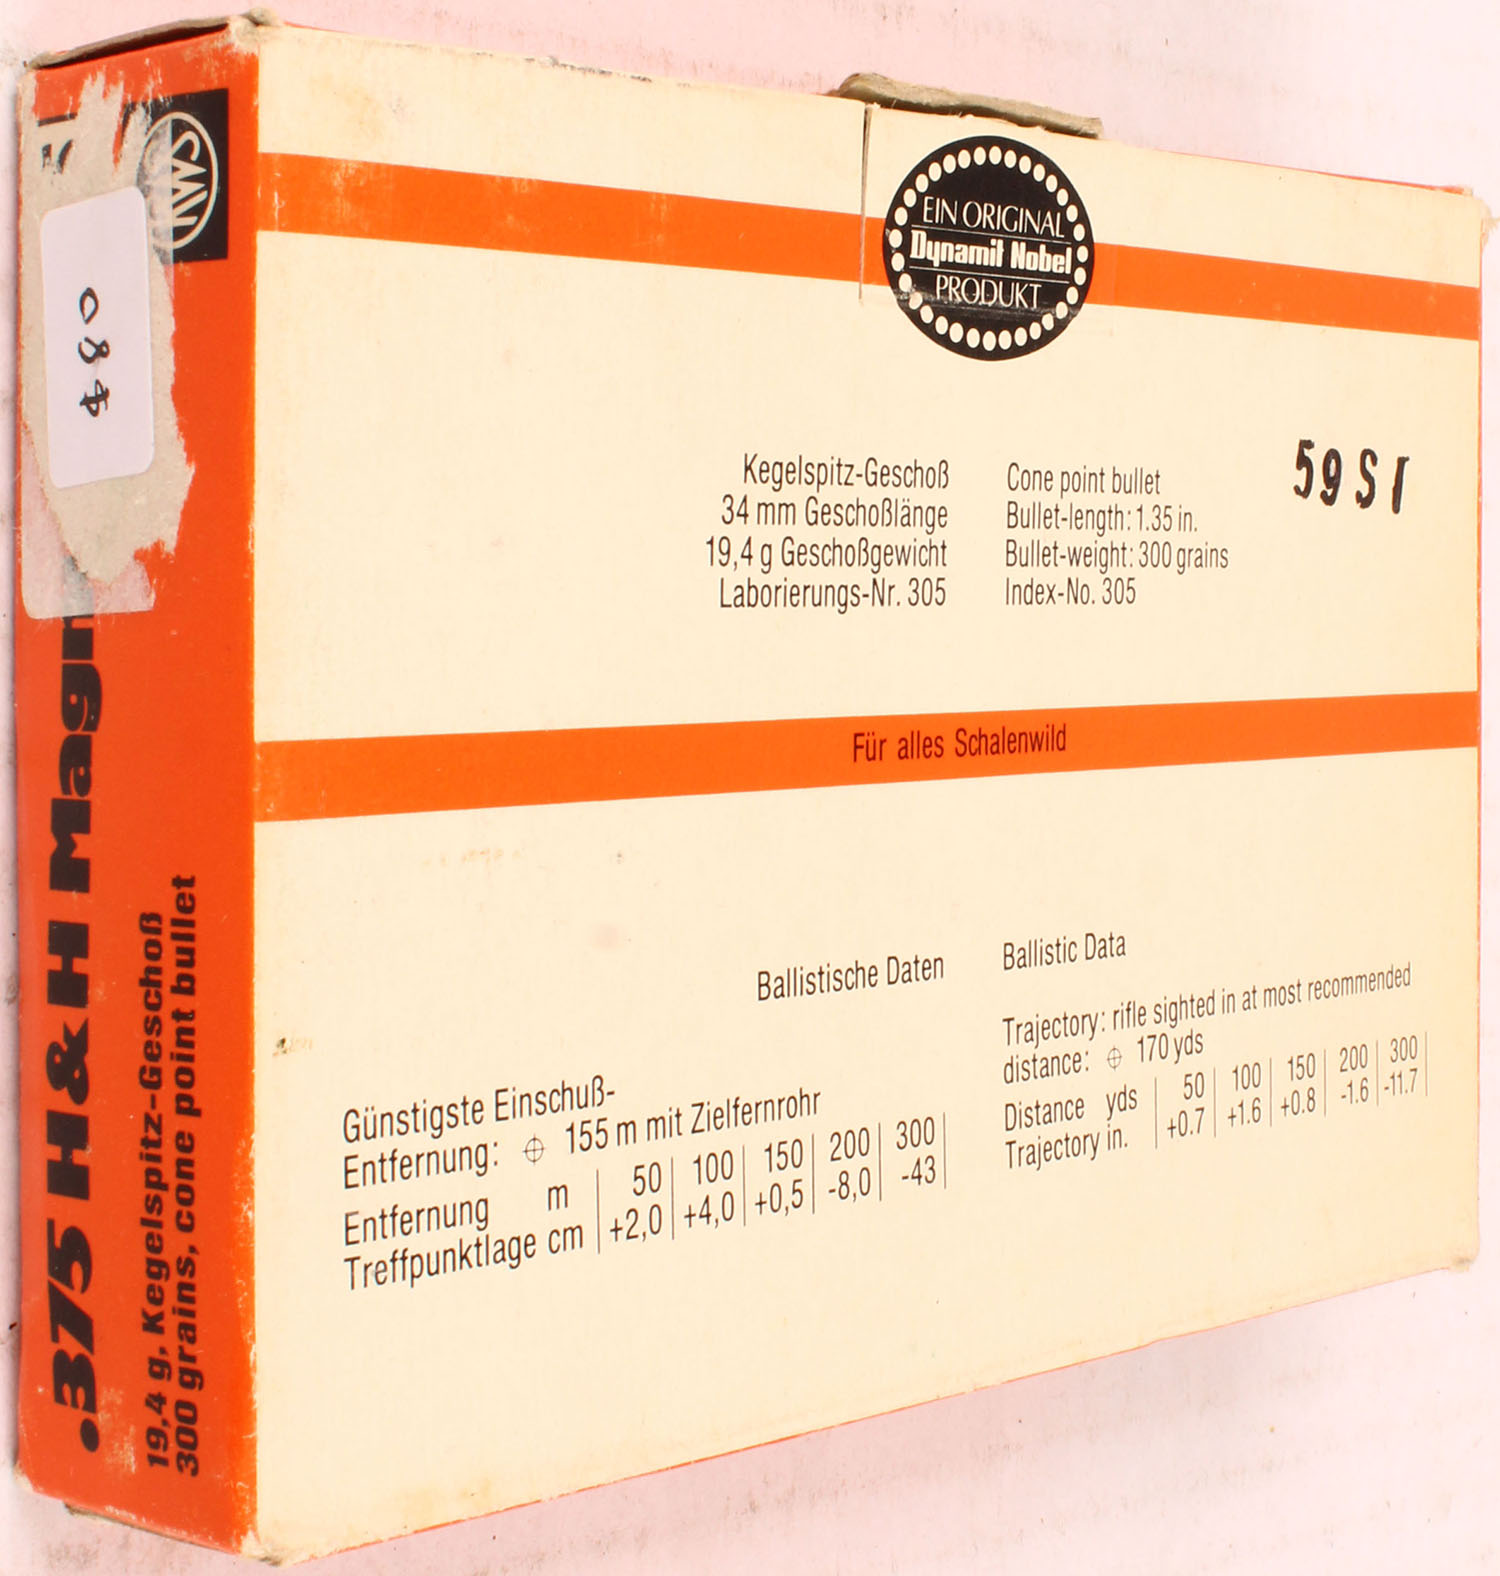 RWS
$80
.375 H&H Mag
19,4 g, Kegelspitz-Geschoß
300 grains, cone point bullet
EIN ORIGINAL
Dynamit Nobel
PRODUKT
Kegelspitz-Geschoß
34 mm Geschoßlänge
19,4 g Geschoßgewicht
Laborierungs-Nr. 305
Cone point bullet
Bullet-length: 1.35 in.
Bullet-weight: 300 grains
Index-No. 305
59SI
Für alles Schalenwild
Ballistische Daten
Günstigste Einschuß-
Entfernung: ⌖ 155 m mit Zielfernrohr
Entfernung m | 50 | 100 | 150 | 200 | 300 |
Treffpunktlage cm | +2,0 | +4,0 | +0,5 | -8,0 | -43 |
Ballistic Data
Trajectory: rifle sighted in at most recommended
distance: ⌖ 170 yds
Distance yds | 50 | 100 | 150 | 200 | 300 |
Trajectory in. | +0.7 | +1.6 | +0.8 | -1.6 | -11.7 |